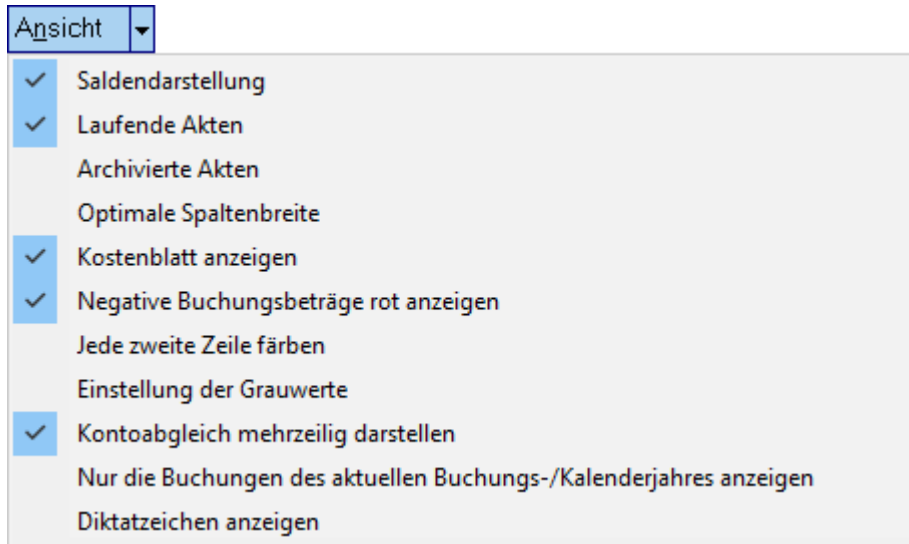 Ansicht
Saldendarstellung
Laufende Akten
Archivierte Akten
Optimale Spaltenbreite
Kostenblatt anzeigen
Negative Buchungsbeträge rot anzeigen
Jede zweite Zeile färben
Einstellung der Grauwerte
Kontoabgleich mehrzeilig darstellen
Nur die Buchungen des aktuellen Buchungs-/Kalenderjahres anzeigen
Diktatzeichen anzeigen